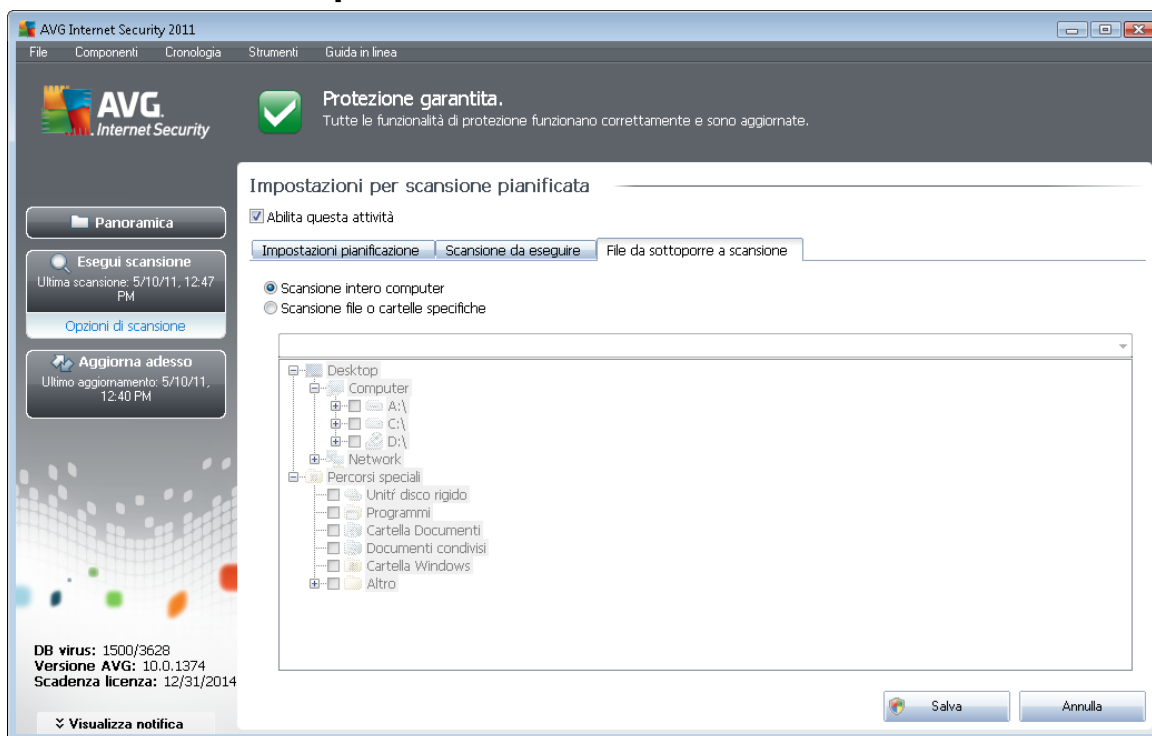 AVG Internet Security 2011
File Componenti Cronologia Strumenti Guida in linea
AVG.
Internet Security
Protezione garantita.
Tutte le funzionalità di protezione funzionano correttamente e sono aggiornate.
Impostazioni per scansione pianificata
Panoramica
Abilita questa attività
Impostazioni pianificazione Scansione da eseguire File da sottoporre a scansione
Esegui scansione
Ultima scansione: 5/10/11, 12:47
PM
Opzioni di scansione
Aggiorna adesso
Ultimo aggiornamento: 5/10/11,
12:40 PM
Scansione intero computer
Scansione file o cartelle specifiche
Desktop
Computer
A:\
C:\
D:\
Network
Percorsi speciali
Unitŕ disco rigido
Programmi
Cartella Documenti
Documenti condivisi
Cartella Windows
Altro
DB virus: 1500/3628
Versione AVG: 10.0.1374
Scadenza licenza: 12/31/2014
Visualizza notifica
Salva Annulla